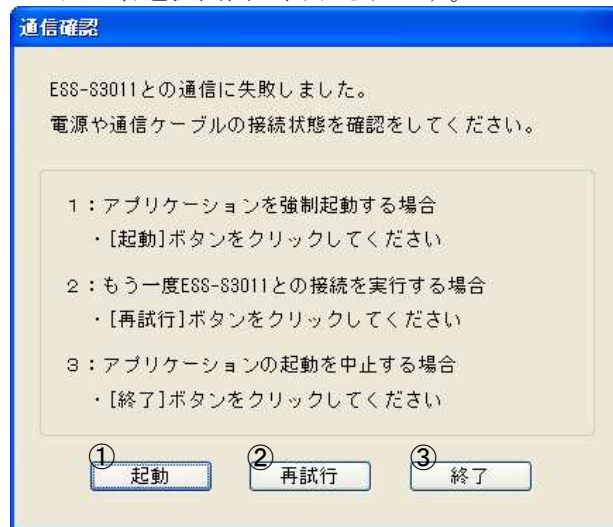 通信確認
ESS-S3011との通信に失敗しました。
電源や通信ケーブルの接続状態を確認をしてください。
1：アプリケーションを強制起動する場合
・[起動]ボタンをクリックしてください
2：もう一度ESS-S3011との接続を実行する場合
・[再試行]ボタンをクリックしてください
3：アプリケーションの起動を中止する場合
・[終了]ボタンをクリックしてください
① 起動 ② 再試行 ③ 終了